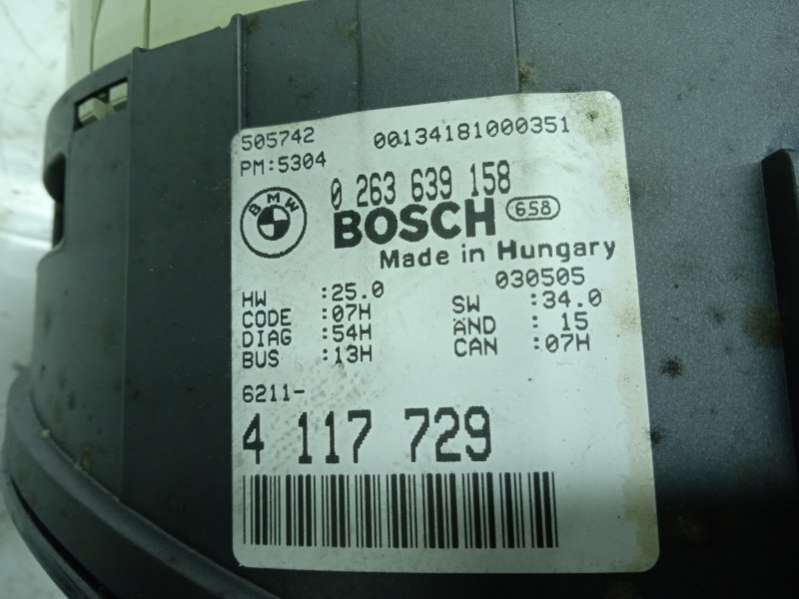 505742 00134181000351
PM:5304
0 263 639 158
BMW
BOSCH 658
Made in Hungary
030505
HW :25.0 SW :34.0
CODE :07H AND : 15
DIAG :54H CAN :07H
BUS :13H
6211-
4 117 729